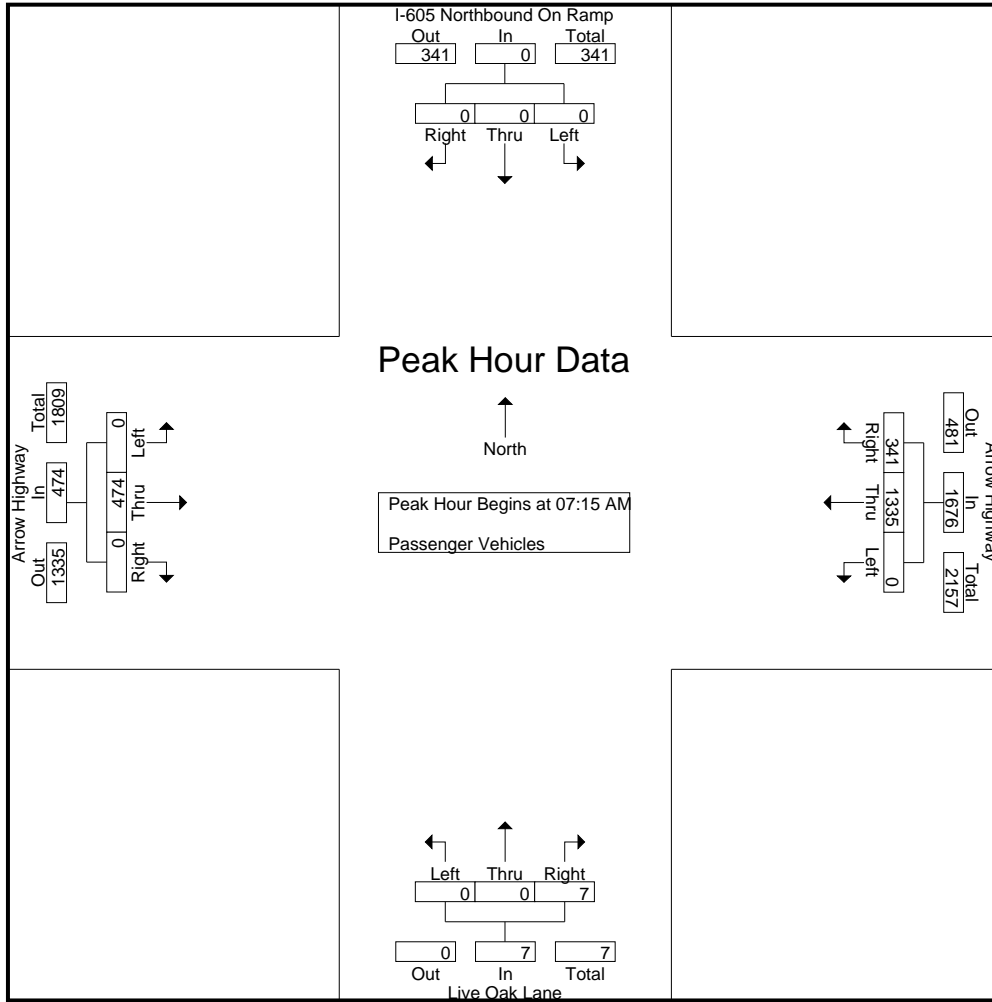 I-605 Northbound On Ramp
Out In Total
341 0 341
0 0 0
Right Thru Left
Peak Hour Data
North
Peak Hour Begins at 07:15 AM
Passenger Vehicles
Arrow Highway
Total In Out
1809 474 1335
0 474 0
Left Thru Right
Arrow Highway
Out In Total
481 1676 2157
341 1335 0
Right Thru Left
Left Thru Right
0 0 7
0 7 7
Out In Total
Live Oak Lane